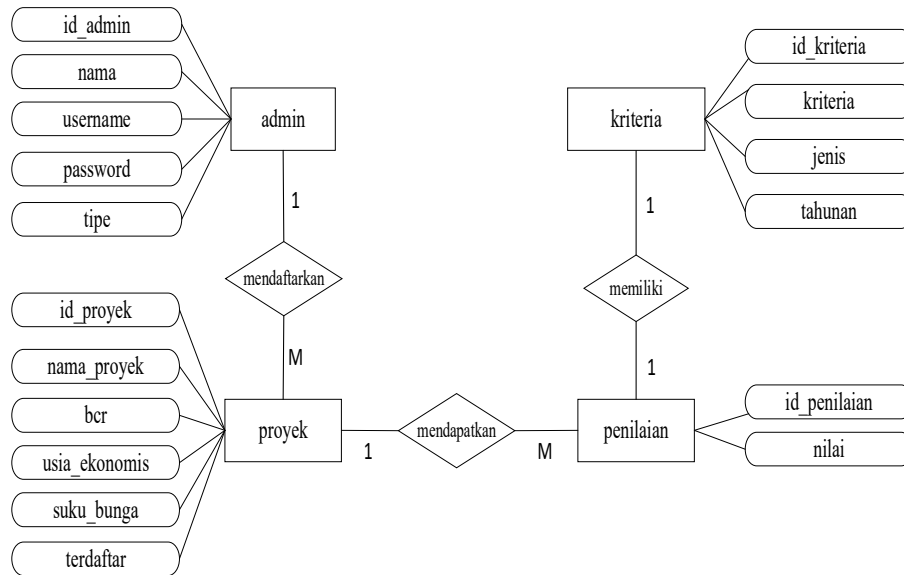 id_admin
nama
username
password
tipe
admin
1
mendaftarkan
M
id_kriteria
kriteria
jenis
tahunan
kriteria
1
memiliki
1
id_proyek
nama_proyek
bcr
usia_ekonomis
suku_bunga
terdaftar
proyek
1
mendapatkan
M
penilaian
id_penilaian
nilai